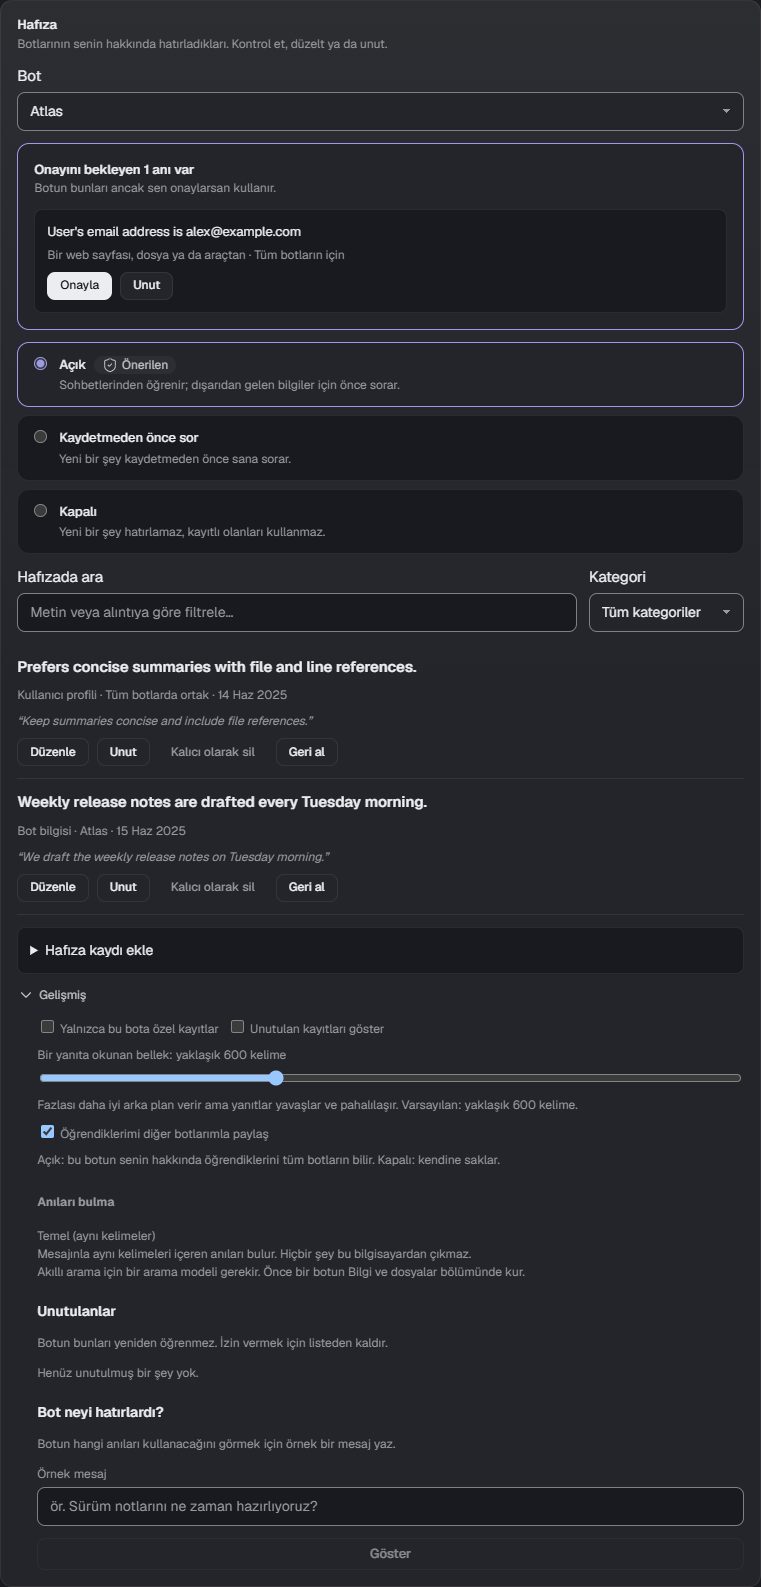 Hafıza
Botlarının senin hakkında hatırladıkları. Kontrol et, düzelt ya da unut.
Bot
Atlas
Onayını bekleyen 1 anı var
Botun bunları ancak sen onaylarsan kullanır.
User's email address is alex@example.com
Bir web sayfası, dosya ya da araçtan · Tüm botların için
Onayla Unut
Açık Önerilen
Sohbetlerinden öğrenir; dışarıdan gelen bilgiler için önce sorar.
Kaydetmeden önce sor
Yeni bir şey kaydetmeden önce sana sorar.
Kapalı
Yeni bir şey hatırlamaz, kayıtlı olanları kullanmaz.
Hafızada ara Kategori
Metin veya alıntıya göre filtrele... Tüm kategoriler
Prefers concise summaries with file and line references.
Kullanıcı profili · Tüm botlarda ortak · 14 Haz 2025
“Keep summaries concise and include file references.”
Düzenle Unut Kalıcı olarak sil Geri al
Weekly release notes are drafted every Tuesday morning.
Bot bilgisi · Atlas · 15 Haz 2025
“We draft the weekly release notes on Tuesday morning.”
Düzenle Unut Kalıcı olarak sil Geri al
Hafıza kaydı ekle
Gelişmiş
Yalnızca bu bota özel kayıtlar Unutulan kayıtları göster
Bir yanıta okunan bellek: yaklaşık 600 kelime
Fazlası daha iyi arka plan verir ama yanıtlar yavaşlar ve pahalılaşır. Varsayılan: yaklaşık 600 kelime.
Öğrendiklerimi diğer botlarımla paylaş
Açık: bu botun senin hakkında öğrendiklerini tüm botların bilir. Kapalı: kendine saklar.
Anıları bulma
Temel (aynı kelimeler)
Mesajınla aynı kelimeleri içeren anıları bulur. Hiçbir şey bu bilgisayardan çıkmaz.
Akıllı arama için bir arama modeli gerekir. Önce bir botun Bilgi ve dosyalar bölümünde kur.
Unutulanlar
Botun bunları yeniden öğrenmez. İzin vermek için listeden kaldır.
Henüz unutulmuş bir şey yok.
Bot neyi hatırlardı?
Botun hangi anıları kullanacağını görmek için örnek bir mesaj yaz.
Örnek mesaj
ör. Sürüm notlarını ne zaman hazırlıyoruz?
Göster